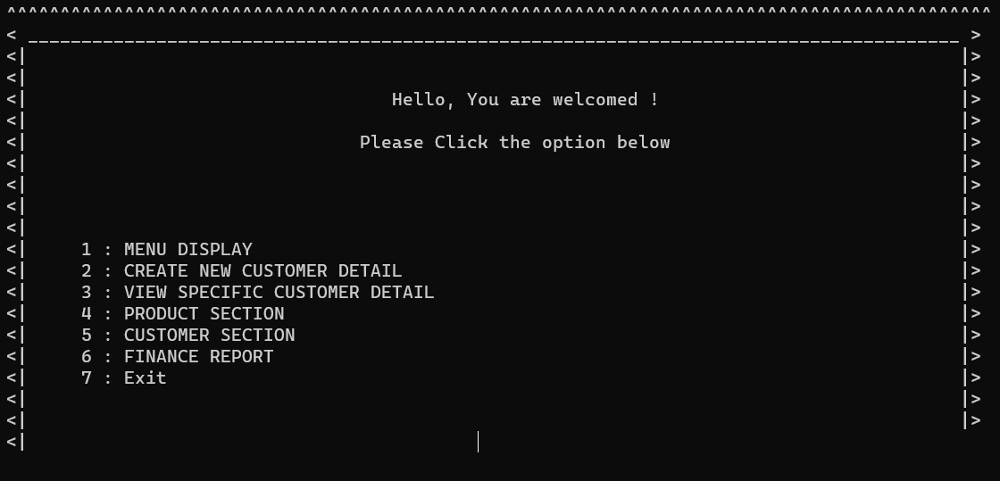 ^^^^^^^^^^^^^^^^^^^^^^^^^^^^^^^^^^^^^^^^^^^^^^^^^^^^^^^^^^^^^^^^^^^^^^^^^^^^^^^^^^^^^^^^^^^^
< _______________________________________________________________________________________ >
<|                                                                                       |>
<|                                                                                       |>
<|                                  Hello, You are welcomed !                            |>
<|                                                                                       |>
<|                               Please Click the option below                           |>
<|                                                                                       |>
<|                                                                                       |>
<|                                                                                       |>
<|                                                                                       |>
<|     1 : MENU DISPLAY                                                                  |>
<|     2 : CREATE NEW CUSTOMER DETAIL                                                    |>
<|     3 : VIEW SPECIFIC CUSTOMER DETAIL                                                 |>
<|     4 : PRODUCT SECTION                                                               |>
<|     5 : CUSTOMER SECTION                                                              |>
<|     6 : FINANCE REPORT                                                                |>
<|     7 : Exit                                                                          |>
<|                                                                                       |>
<|                                                                                       |>
<|